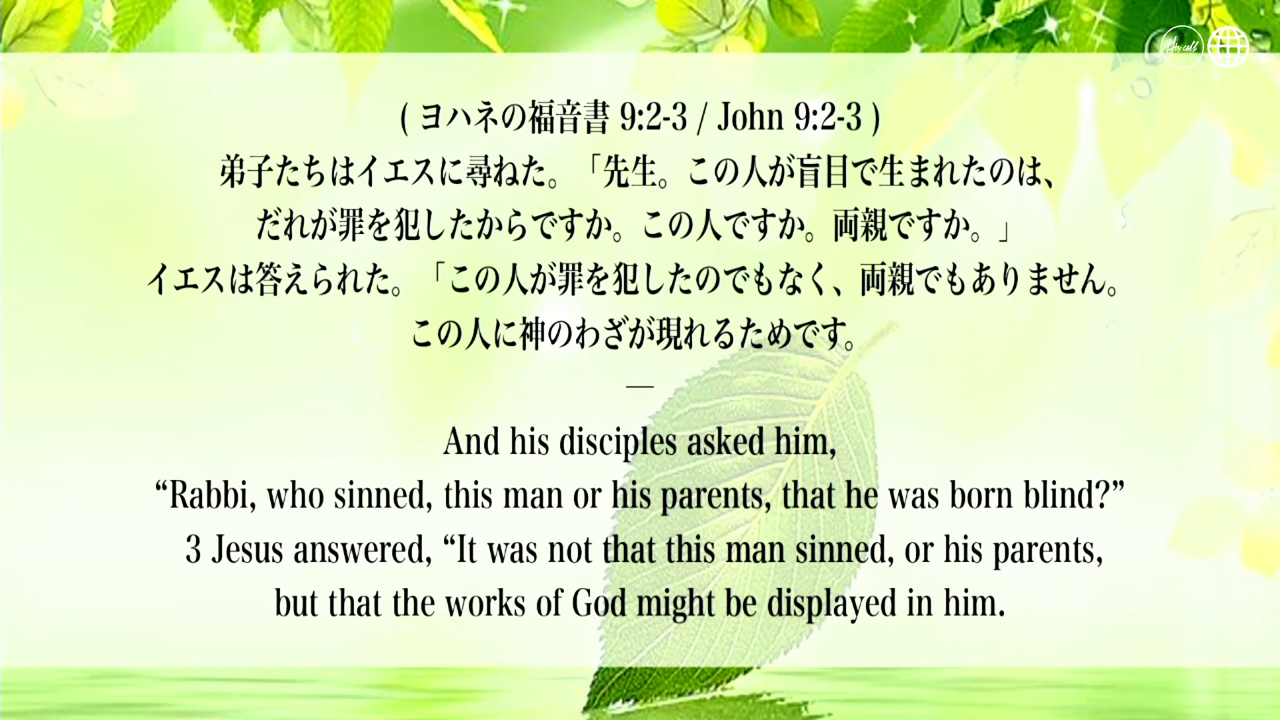 ( ヨハネの福音書 9:2-3 / John 9:2-3 )
弟子たちはイエスに尋ねた。「先生。この人が盲目で生まれたのは、
だれが罪を犯したからですか。この人ですか。両親ですか。」
イエスは答えられた。「この人が罪を犯したのでもなく、両親でもありません。
この人に神のわざが現れるためです。
—
And his disciples asked him,
“Rabbi, who sinned, this man or his parents, that he was born blind?”
3 Jesus answered, “It was not that this man sinned, or his parents,
but that the works of God might be displayed in him.